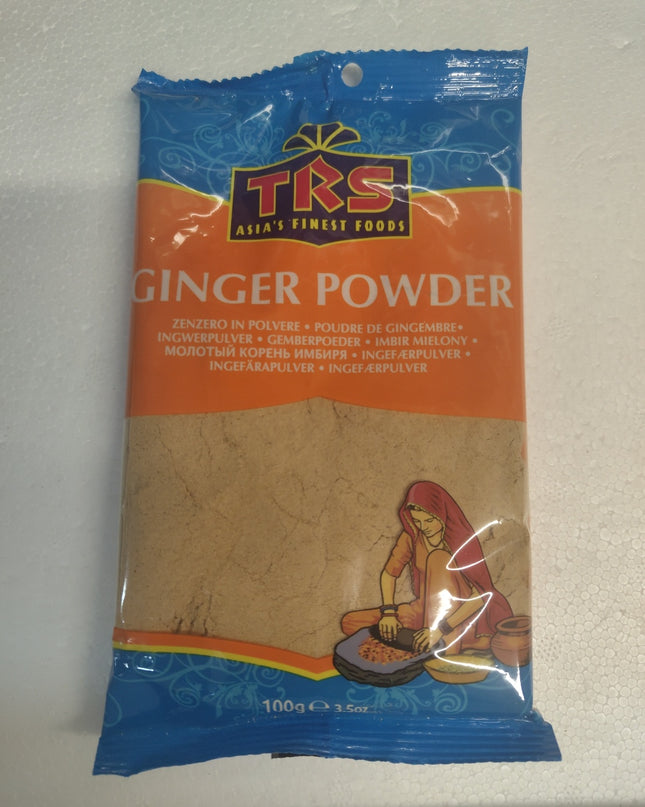 TRS
ASIA'S FINEST FOODS
GINGER POWDER
ZENZERO IN POLVERE • POUDRE DE GINGEMBRE•
INGWERPULVER • GEMBERPOEDER • IMBIR MIELONY •
МОЛОТЫЙ КОРЕНЬ ИМБИРЯ • INGEFÆRPULVER •
INGEFÄRAPULVER • INGEFÆRPULVER
100g ℮ 3.5oz